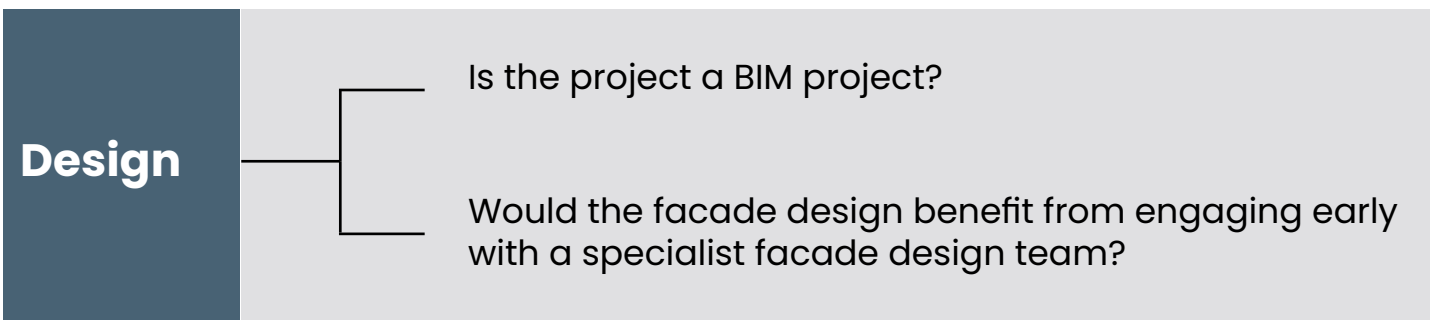 Design
Is the project a BIM project?
Would the facade design benefit from engaging early
with a specialist facade design team?